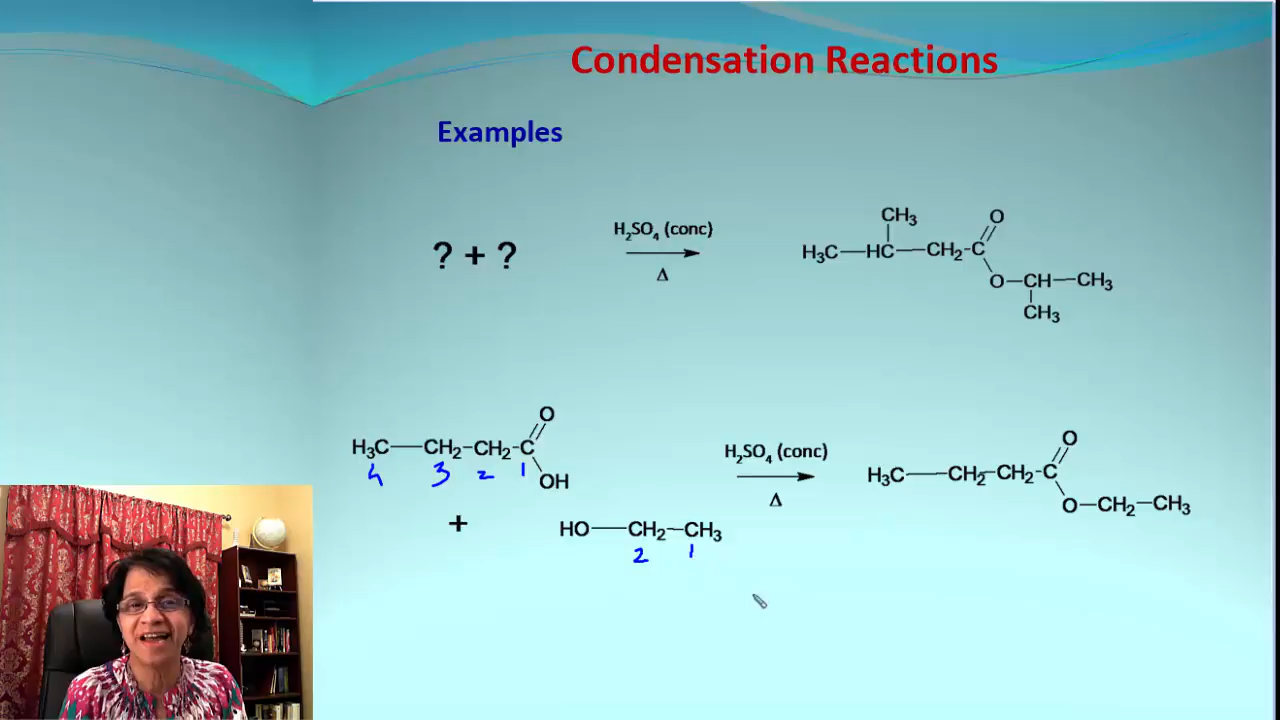 Condensation Reactions
Examples
? + ?
H₂SO₄ (conc)
Δ
CH₃
O
H₃C—HC—CH₂-C
O—CH—CH₃
CH₃
O
H₃C—CH₂-CH₂-C
4 3 2 1
OH
+
HO—CH₂—CH₃
2 1
H₂SO₄ (conc)
Δ
O
H₃C—CH₂-CH₂-C
O—CH₂—CH₃